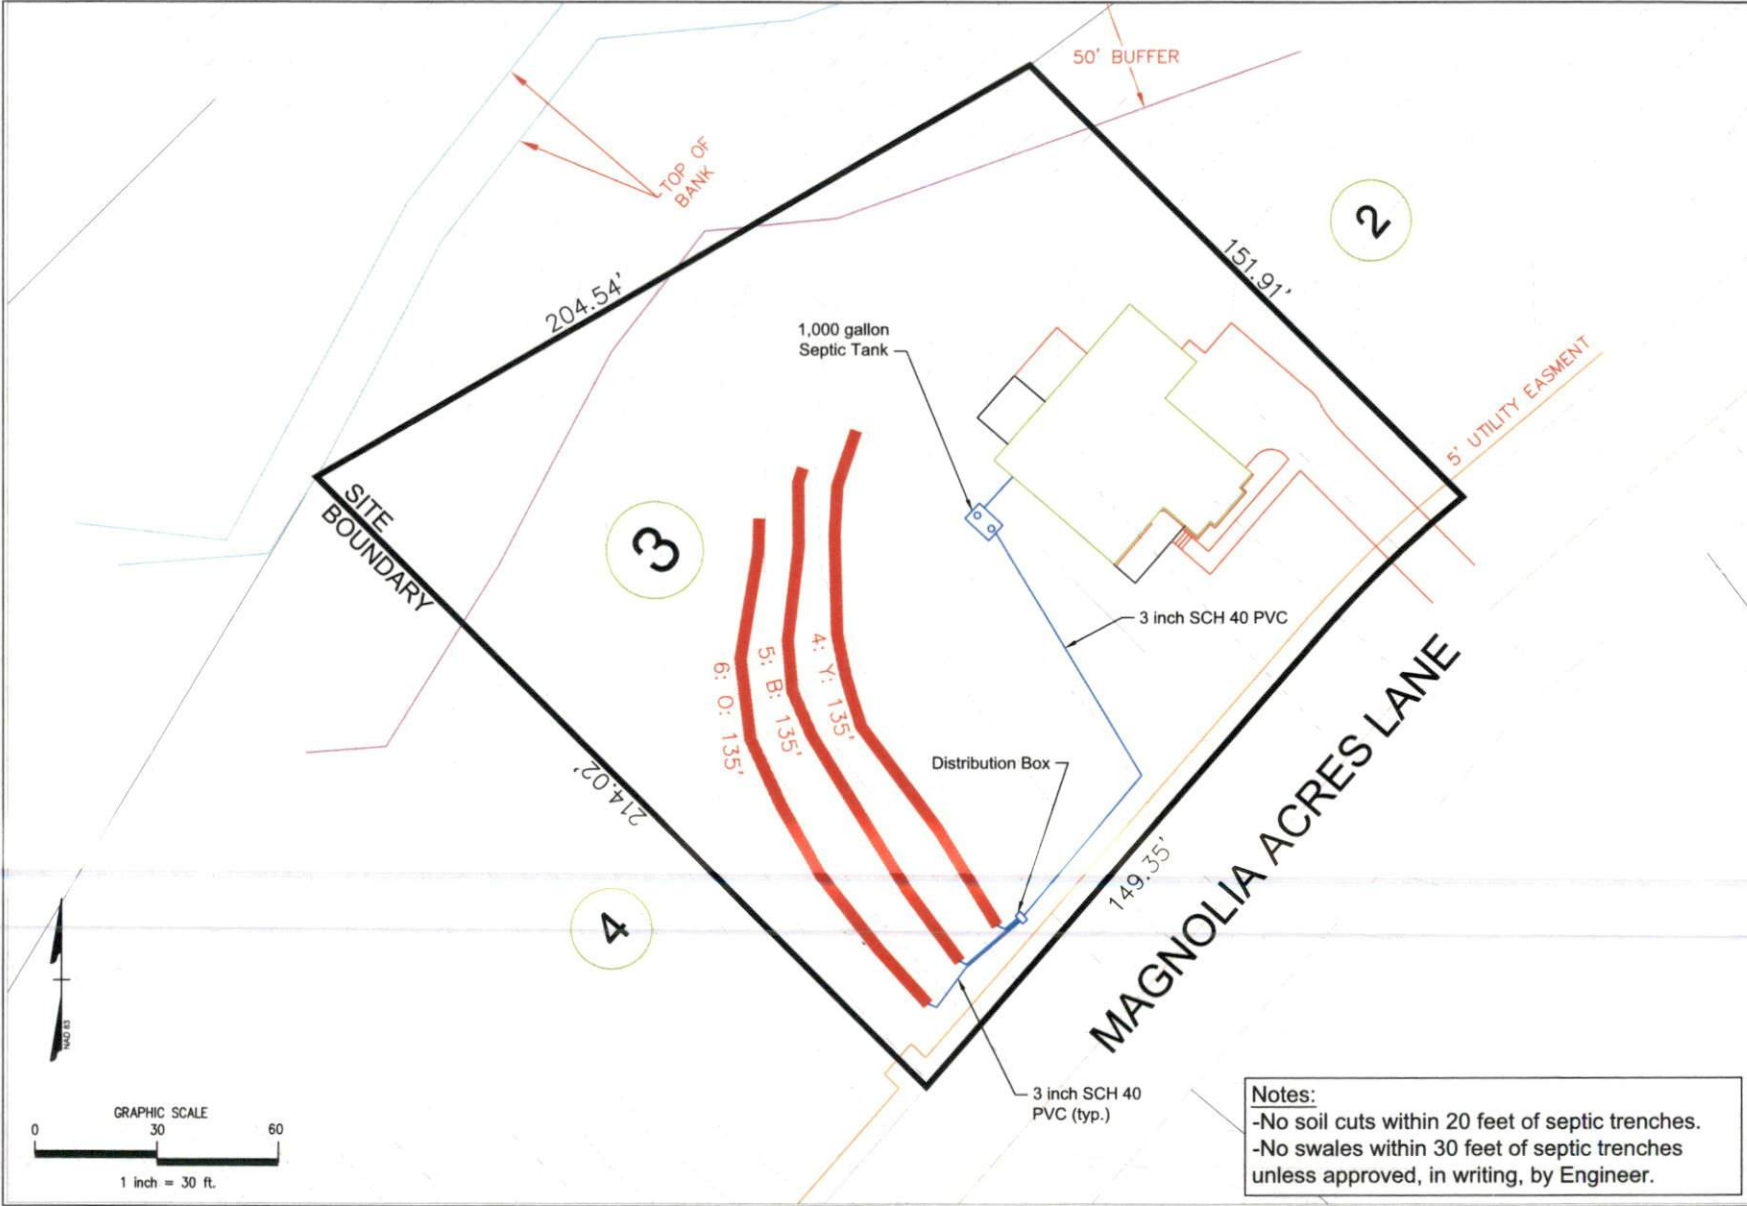 50' BUFFER
TOP OF
BANK
2
151.91'
204.54'
1,000 gallon
Septic Tank
5' UTILITY EASMENT
SITE
BOUNDARY
3
3 inch SCH 40 PVC
4: Y: 135'
5: B: 135'
6: O: 135'
Distribution Box
214.02'
149.35'
MAGNOLIA ACRES LANE
4
NAD 83
3 inch SCH 40
PVC (typ.)
GRAPHIC SCALE
0 30 60
1 inch = 30 ft.
Notes:
-No soil cuts within 20 feet of septic trenches.
-No swales within 30 feet of septic trenches
unless approved, in writing, by Engineer.